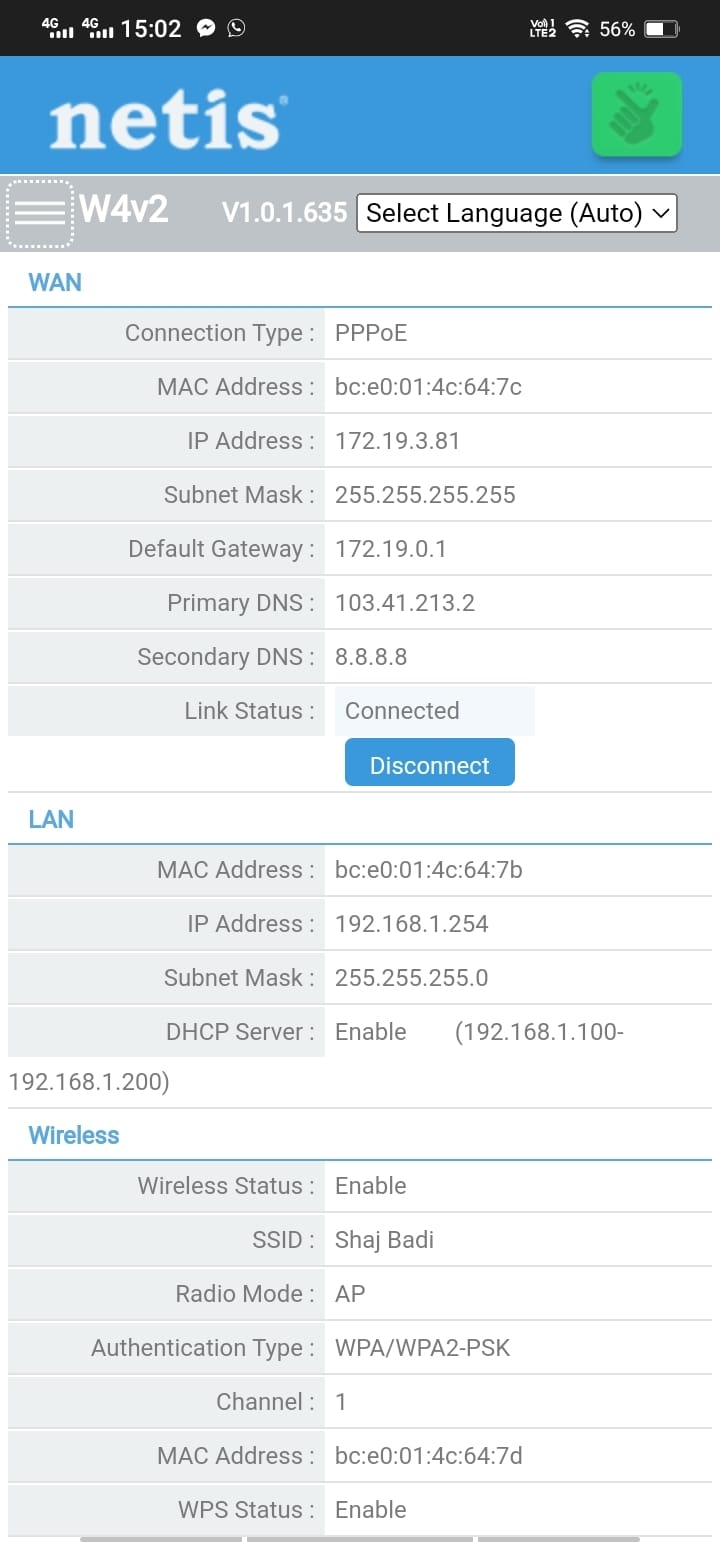 4G 4G 15:02 Vo)) 1 LTE2 56%
netis®
W4v2 V1.0.1.635 Select Language (Auto)
WAN
Connection Type : PPPoE
MAC Address : bc:e0:01:4c:64:7c
IP Address : 172.19.3.81
Subnet Mask : 255.255.255.255
Default Gateway : 172.19.0.1
Primary DNS : 103.41.213.2
Secondary DNS : 8.8.8.8
Link Status : Connected
Disconnect
LAN
MAC Address : bc:e0:01:4c:64:7b
IP Address : 192.168.1.254
Subnet Mask : 255.255.255.0
DHCP Server : Enable (192.168.1.100-
192.168.1.200)
Wireless
Wireless Status : Enable
SSID : Shaj Badi
Radio Mode : AP
Authentication Type : WPA/WPA2-PSK
Channel : 1
MAC Address : bc:e0:01:4c:64:7d
WPS Status : Enable